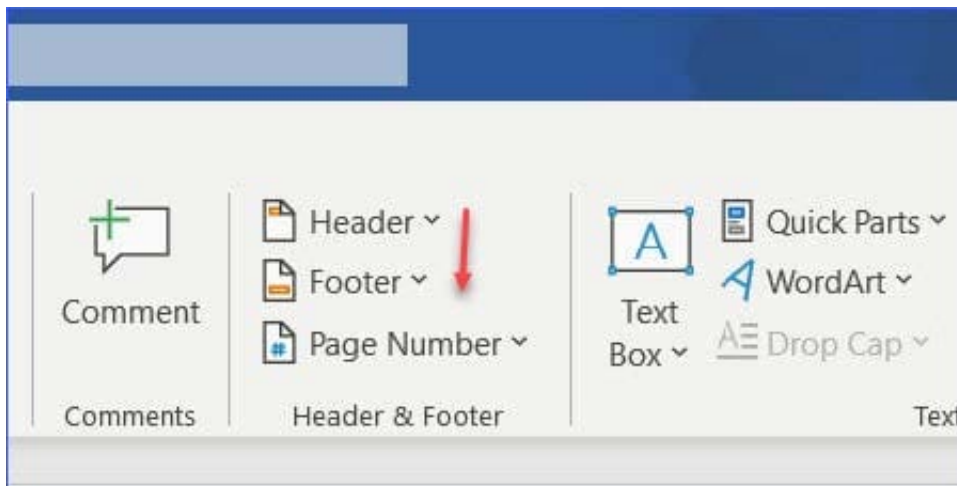 Comment
Comments
Header
Footer
Page Number
Header & Footer
A
Text
Box
Quick Parts
WordArt
Drop Cap
Text